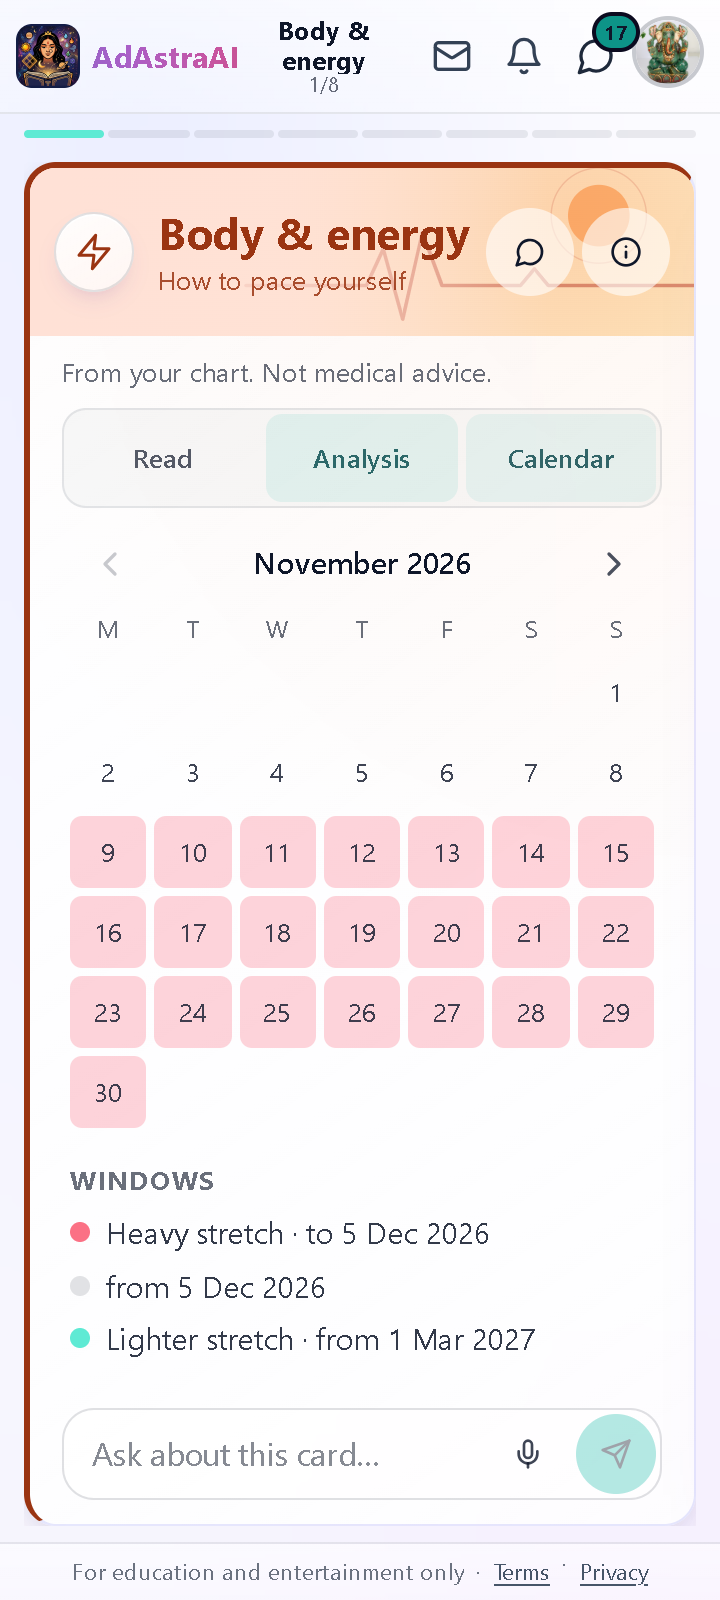 AdAstraAI
Body &
energy
1/8
17
Body & energy
How to pace yourself
From your chart. Not medical advice.
Read Analysis Calendar
November 2026
M T W T F S S
1
2 3 4 5 6 7 8
9 10 11 12 13 14 15
16 17 18 19 20 21 22
23 24 25 26 27 28 29
30
WINDOWS
Heavy stretch · to 5 Dec 2026
from 5 Dec 2026
Lighter stretch · from 1 Mar 2027
Ask about this card...
For education and entertainment only · Terms · Privacy